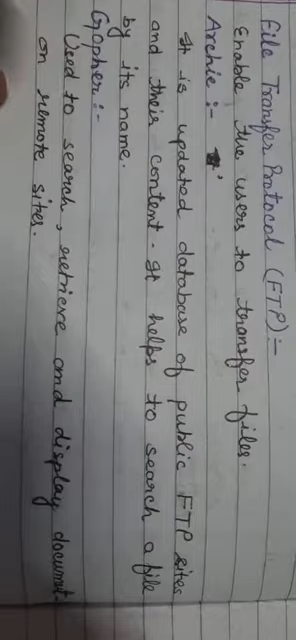 File Transfer Protocol (FTP):-
Enable the users to transfer files.
Archie :-
It is updated database of public FTP sites
and their content. It helps to search a file
by its name.
Gopher:-
Used to search, retrieve and display document
on remote sites.